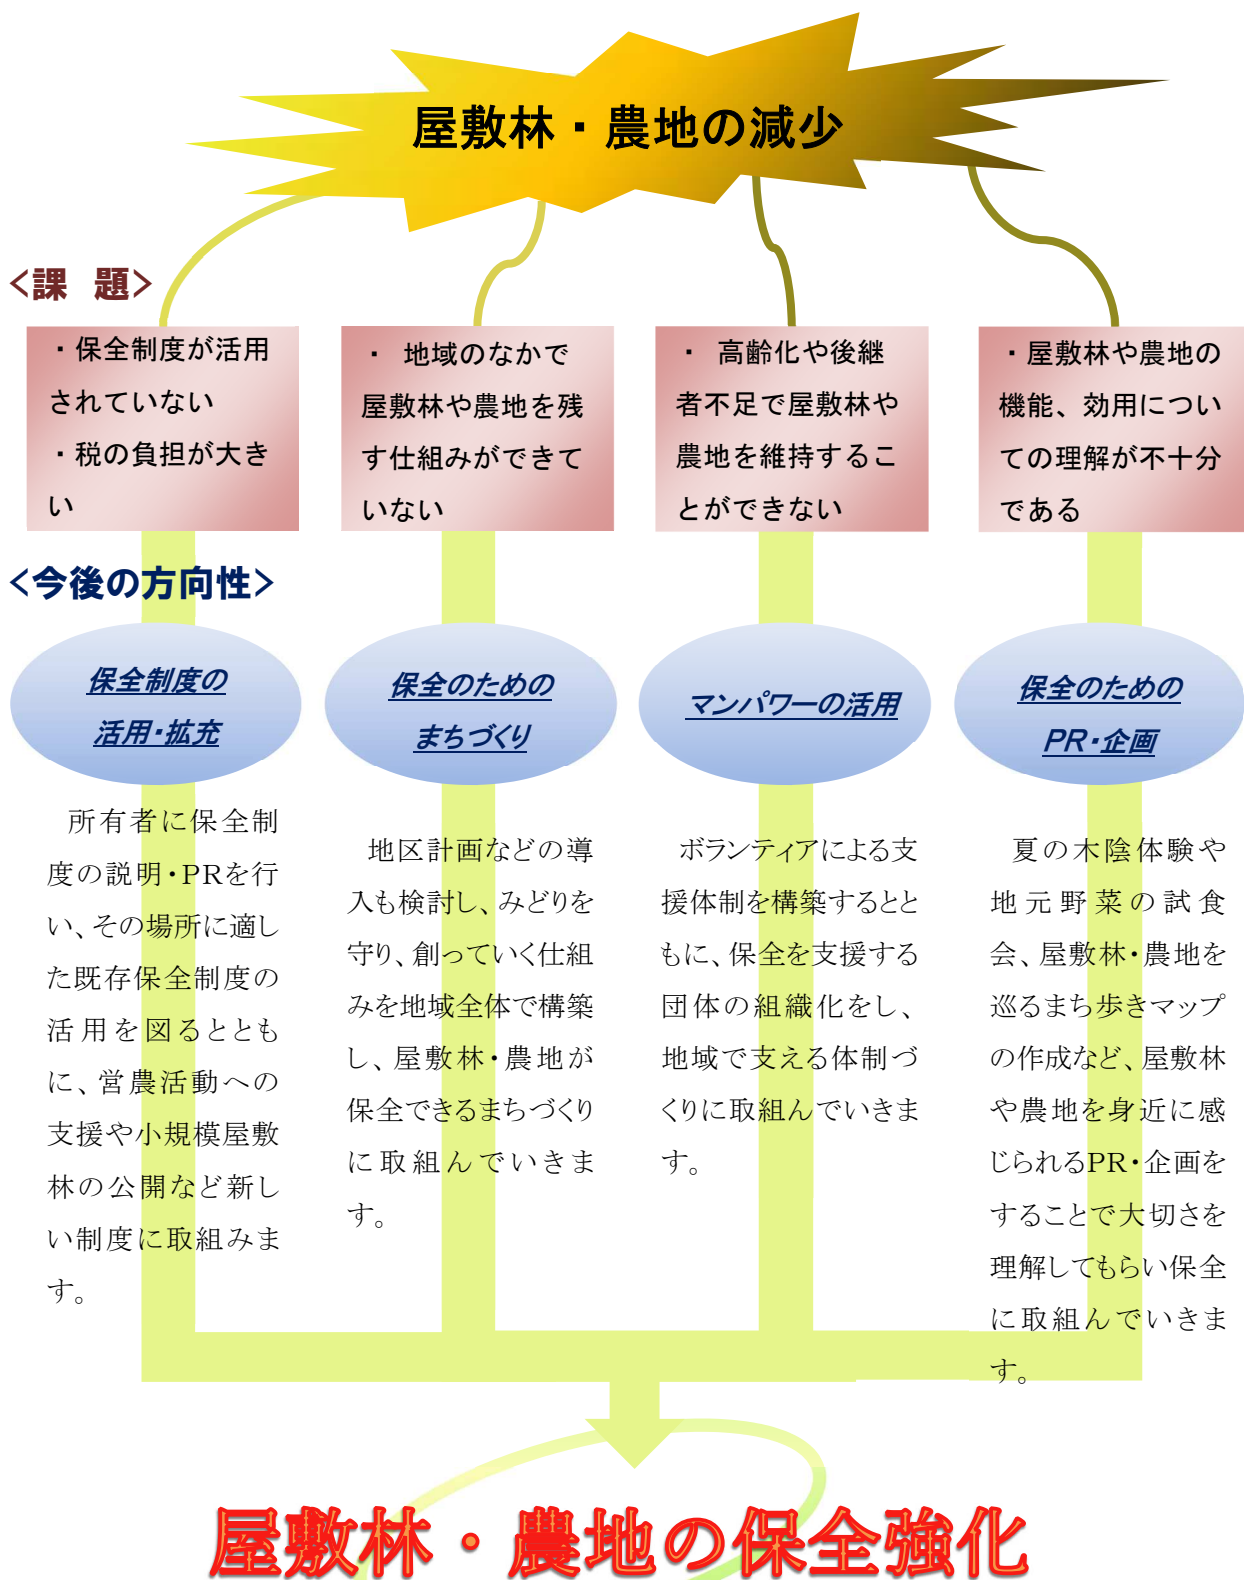 屋敷林・農地の減少
<課 題>
・保全制度が活用
されていない
・税の負担が大き
い
・ 地域のなかで
屋敷林や農地を残
す仕組みができて
いない
・ 高齢化や後継
者不足で屋敷林や
農地を維持するこ
とができない
・屋敷林や農地の
機能、効用につい
ての理解が不十分
である
<今後の方向性>
保全制度の
活用・拡充
保全のための
まちづくり
マンパワーの活用
保全のための
PR・企画
所有者に保全制
度の説明・PRを行
い、その場所に適し
た既存保全制度の
活用を図るととも
に、営農活動への
支援や小規模屋敷
林の公開など新し
い制度に取組みま
す。
地区計画などの導
入も検討し、みどりを
守り、創っていく仕組
みを地域全体で構築
し、屋敷林・農地が
保全できるまちづくり
に取組んでいきま
す。
ボランティアによる支
援体制を構築するとと
もに、保全を支援する
団体の組織化をし、
地域で支える体制づ
くりに取組んでいきま
す。
夏の木陰体験や
地元野菜の試食
会、屋敷林・農地を
巡るまち歩きマップ
の作成など、屋敷林
や農地を身近に感
じられるPR・企画を
することで大切さを
理解してもらい保全
に取組んでいきま
す。
屋敷林・農地の保全強化